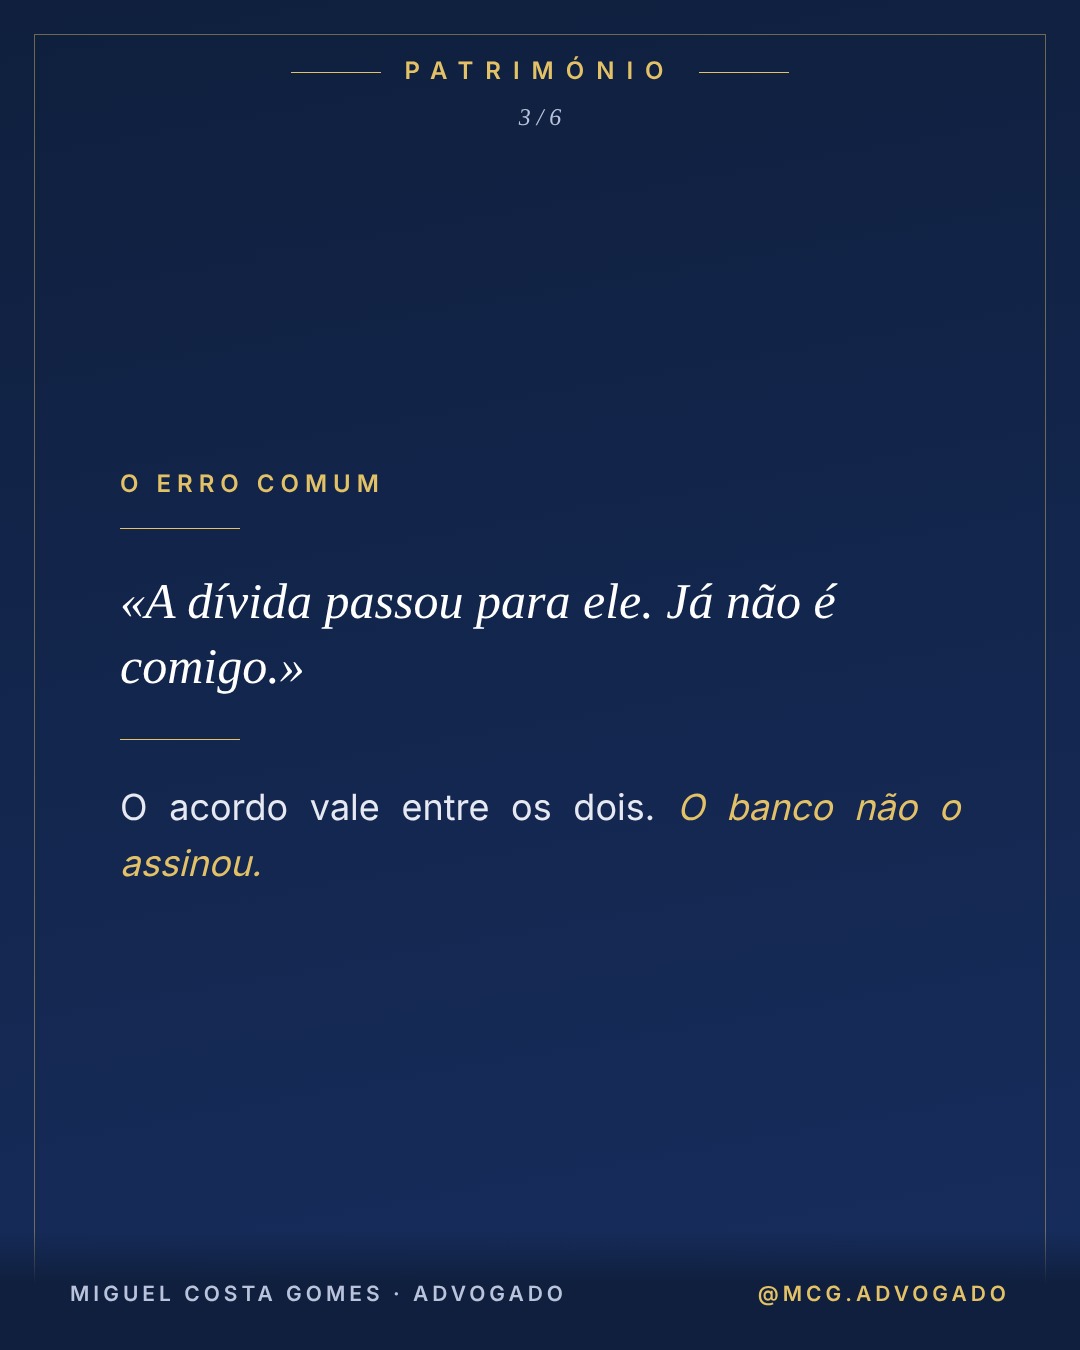 PATRIMÓNIO
3 / 6
O ERRO COMUM
«A dívida passou para ele. Já não é
comigo.»
O acordo vale entre os dois. O banco não o
assinou.
MIGUEL COSTA GOMES · ADVOGADO
@MCG.ADVOGADO